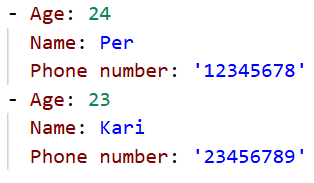 - Age: 24
  Name: Per
  Phone number: '12345678'
- Age: 23
  Name: Kari
  Phone number: '23456789'